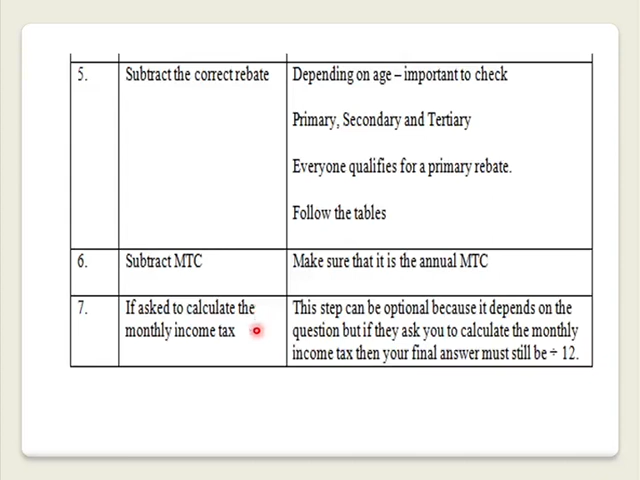 5.
Subtract the correct rebate
Depending on age – important to check
Primary, Secondary and Tertiary
Everyone qualifies for a primary rebate.
Follow the tables
6.
Subtract MTC
Make sure that it is the annual MTC
7.
If asked to calculate the
monthly income tax
This step can be optional because it depends on the
question but if they ask you to calculate the monthly
income tax then your final answer must still be ÷ 12.